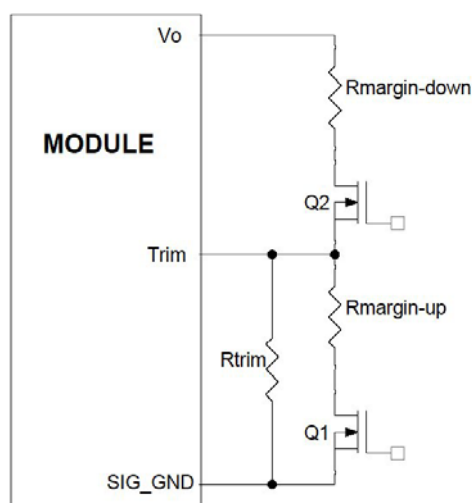 Vo
Rmargin-down
MODULE
Q2
Trim
Rmargin-up
Rtrim
Q1
SIG_GND